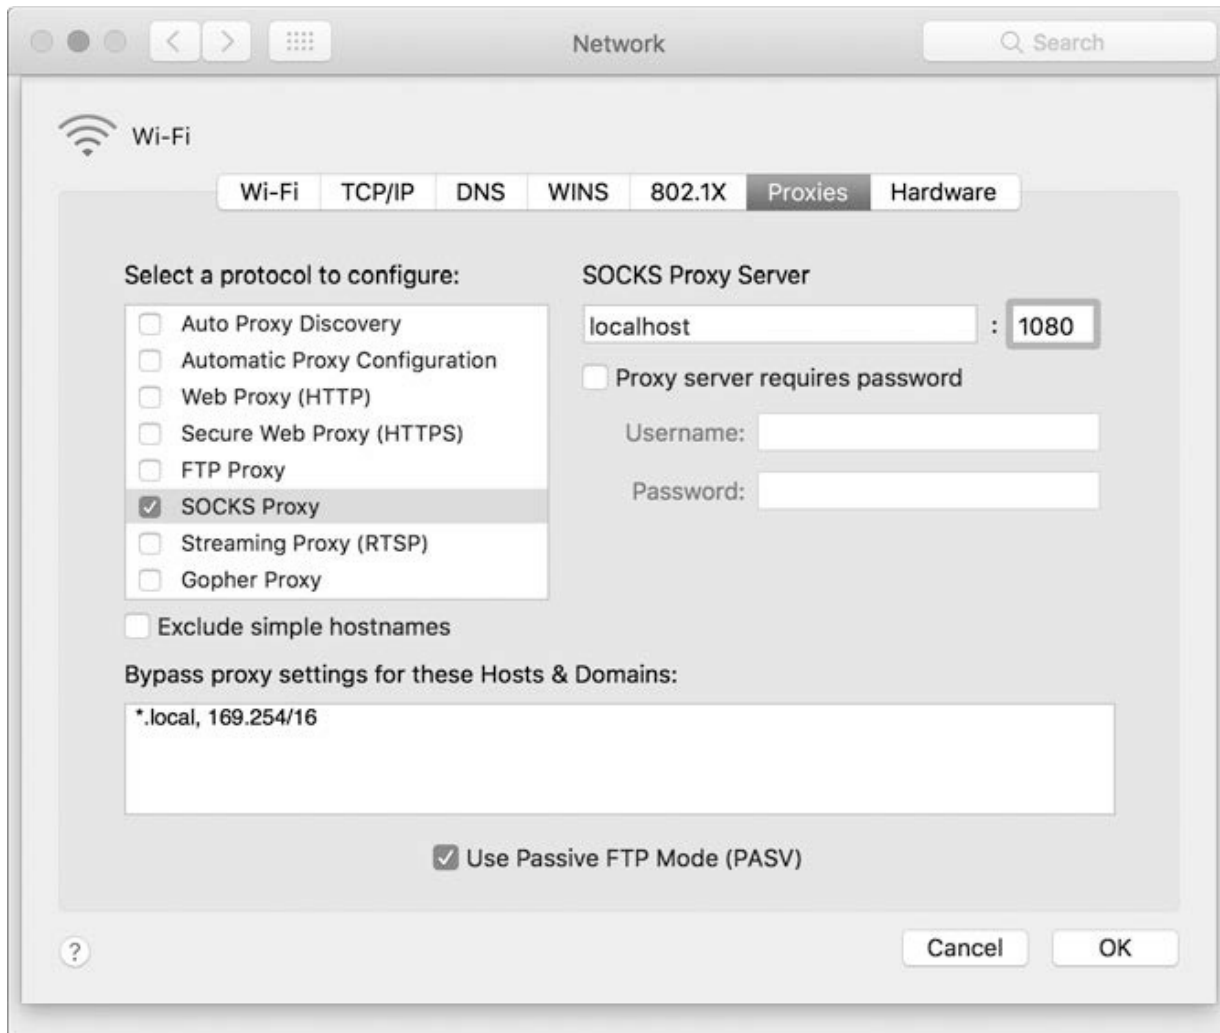 Network
Search
Wi-Fi
Wi-Fi TCP/IP DNS WINS 802.1X Proxies Hardware
Select a protocol to configure:
Auto Proxy Discovery
Automatic Proxy Configuration
Web Proxy (HTTP)
Secure Web Proxy (HTTPS)
FTP Proxy
SOCKS Proxy
Streaming Proxy (RTSP)
Gopher Proxy
Exclude simple hostnames
SOCKS Proxy Server
localhost : 1080
Proxy server requires password
Username:
Password:
Bypass proxy settings for these Hosts & Domains:
*.local, 169.254/16
Use Passive FTP Mode (PASV)
?
Cancel
OK